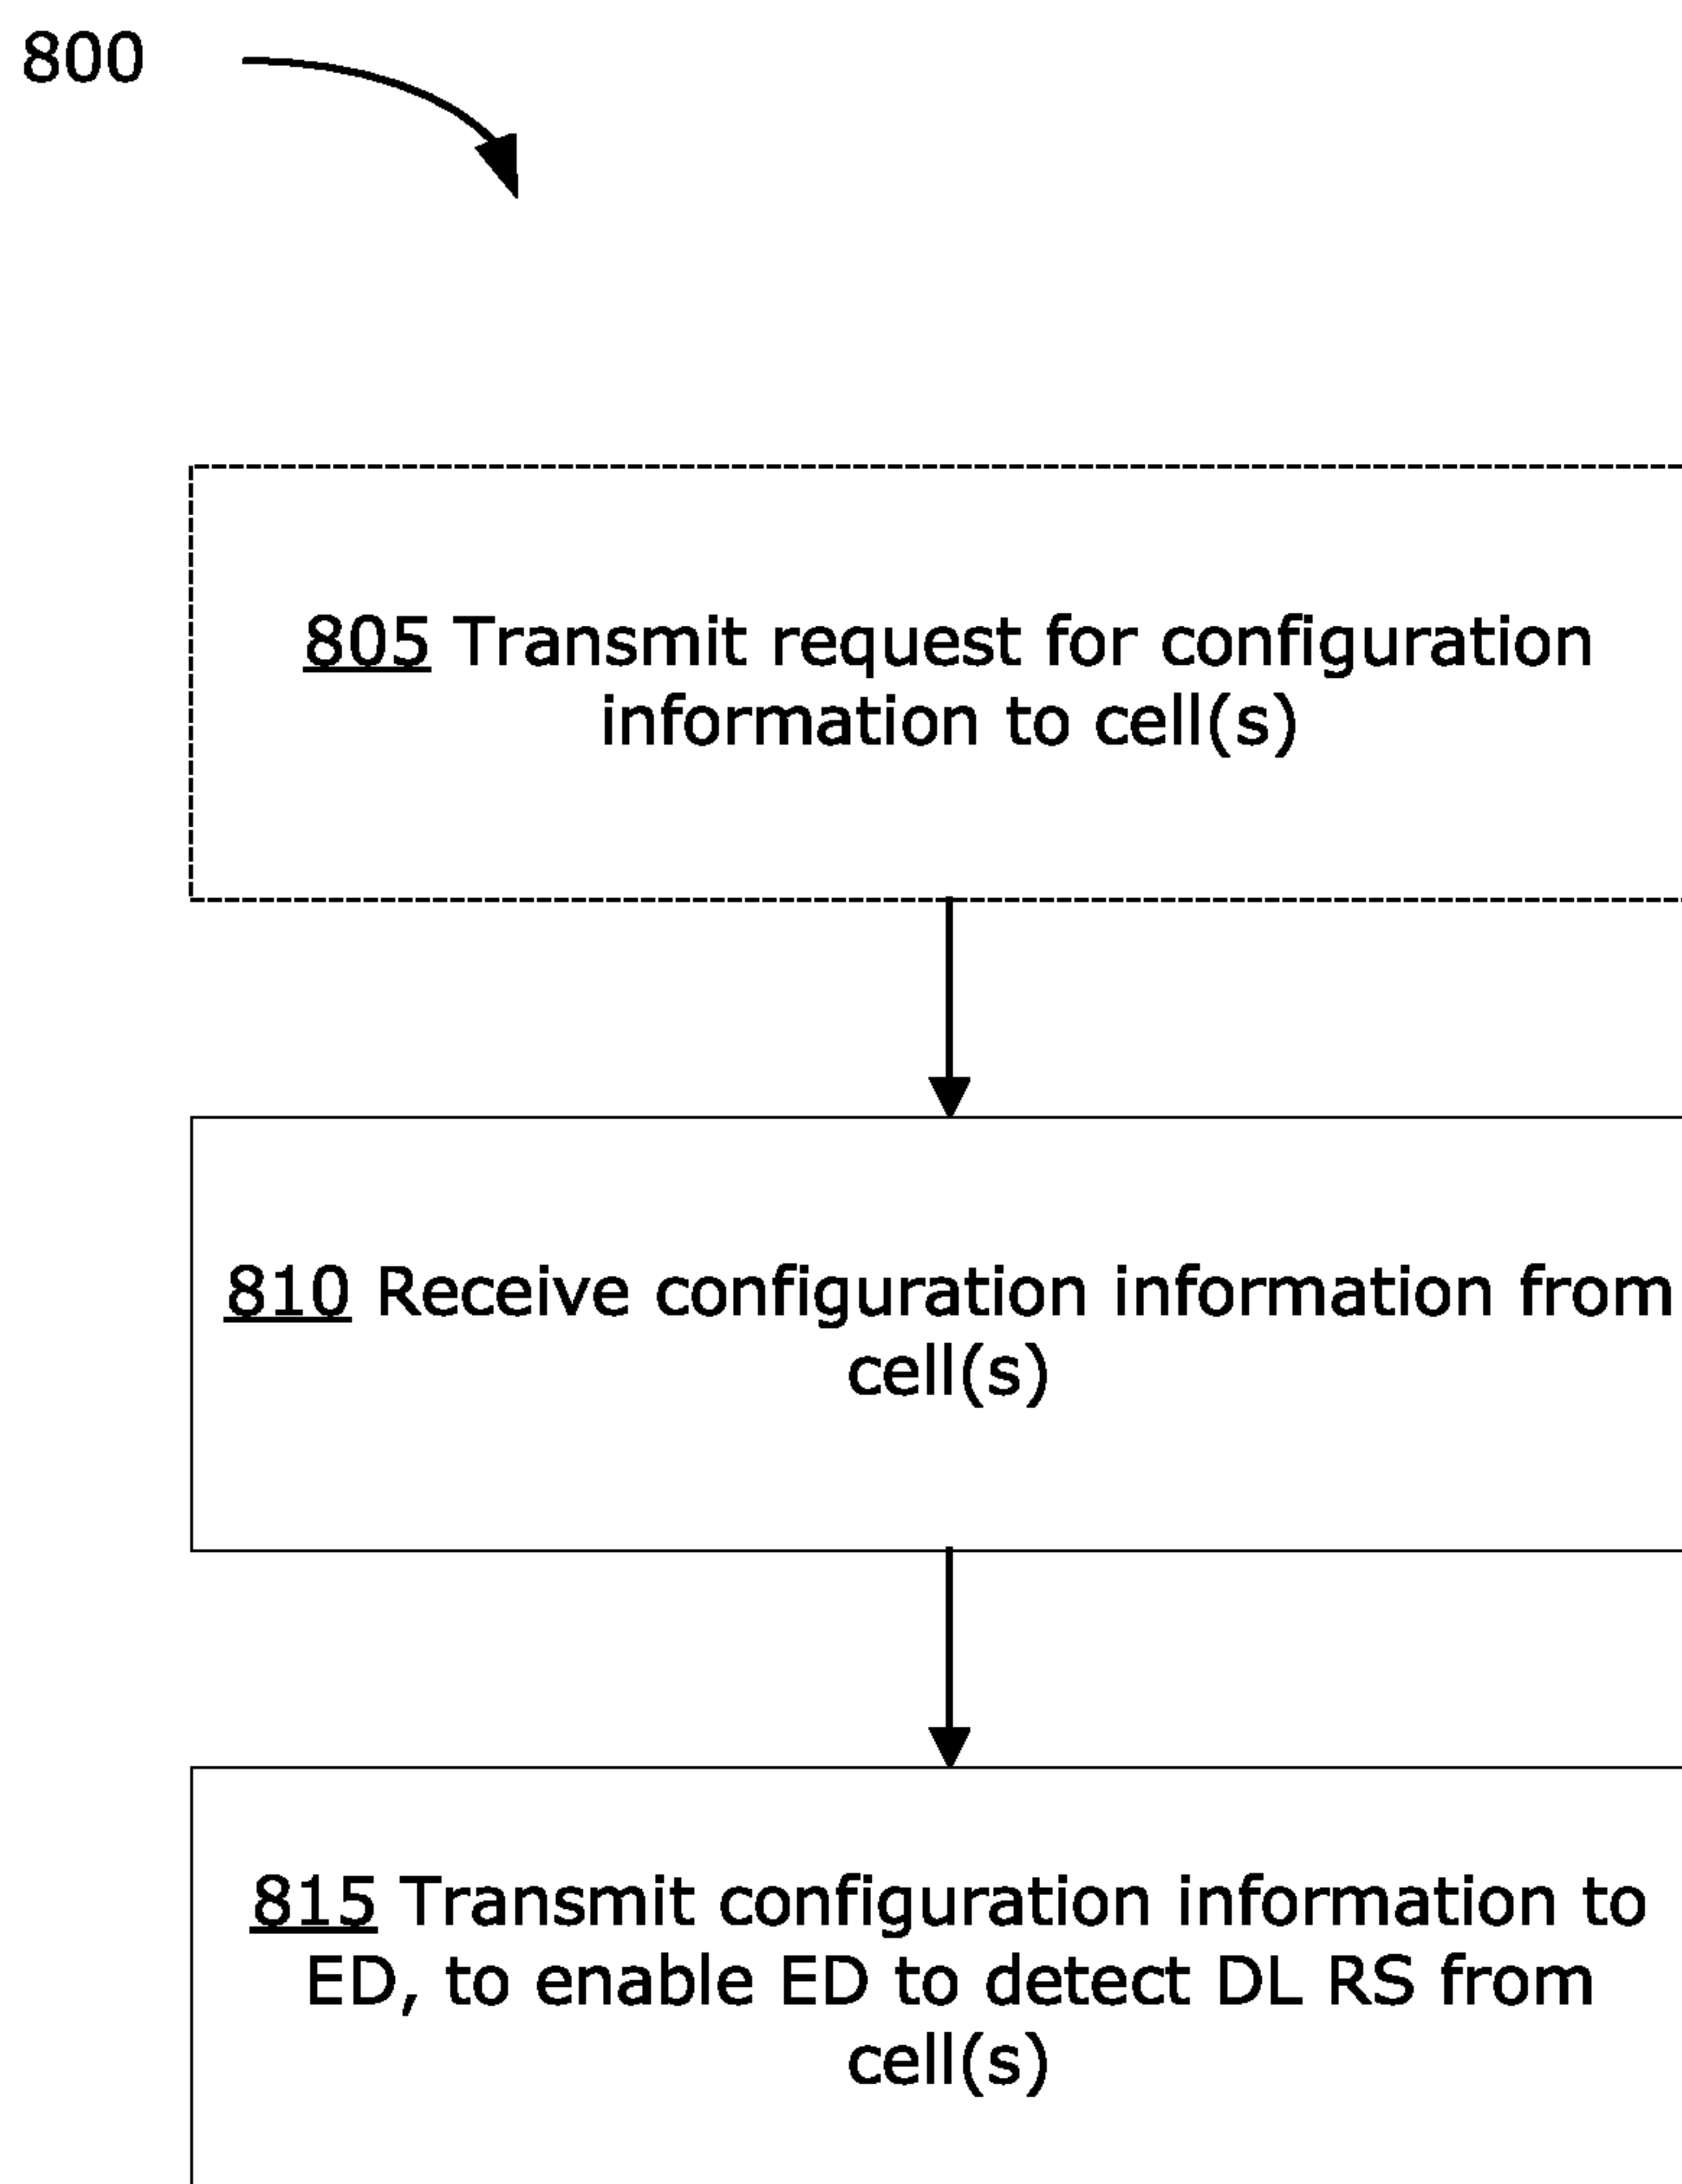 800
805 Transmit request for configuration
information to cell(s)
810 Receive configuration information from
cell(s)
815 Transmit configuration information to
ED, to enable ED to detect DL RS from
cell(s)